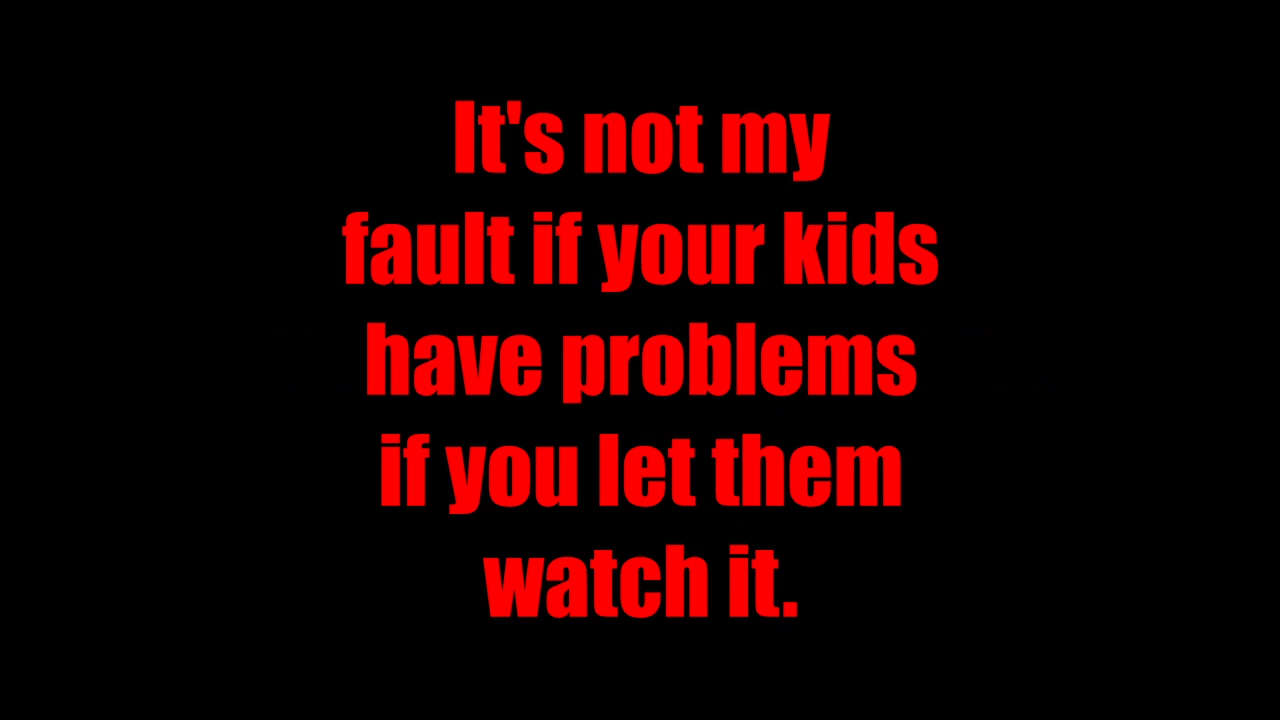 It's not my
fault if your kids
have problems
if you let them
watch it.